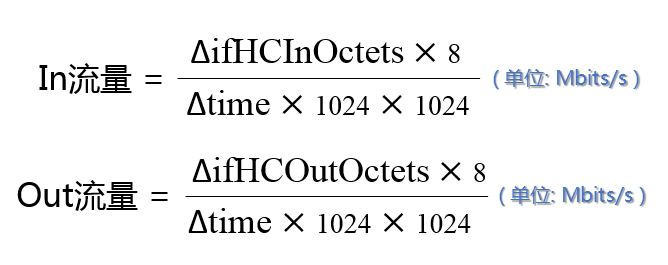 In流量 = ΔifHCInOctets × 8 / Δtime × 1024 × 1024 (单位: Mbits/s)
Out流量 = ΔifHCOutOctets × 8 / Δtime × 1024 × 1024 (单位: Mbits/s)